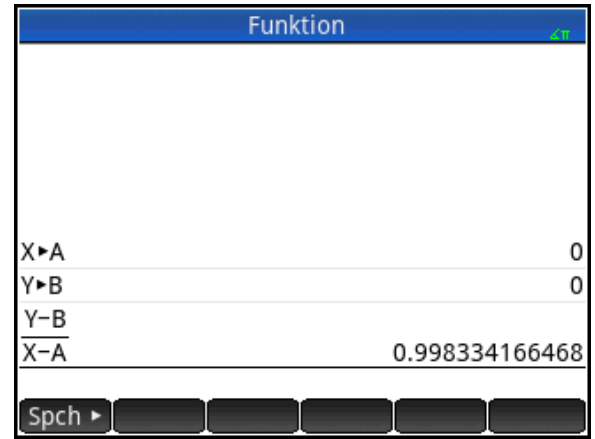 Funktion
∡π
X▶A
0
Y▶B
0
Y-B
X-A
0.998334166468
Spch ▶